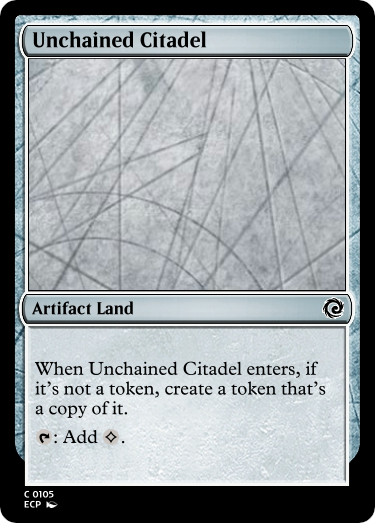 Unchained Citadel
Artifact Land
When Unchained Citadel enters, if
it's not a token, create a token that's
a copy of it.
: Add .
C 0105
ECP